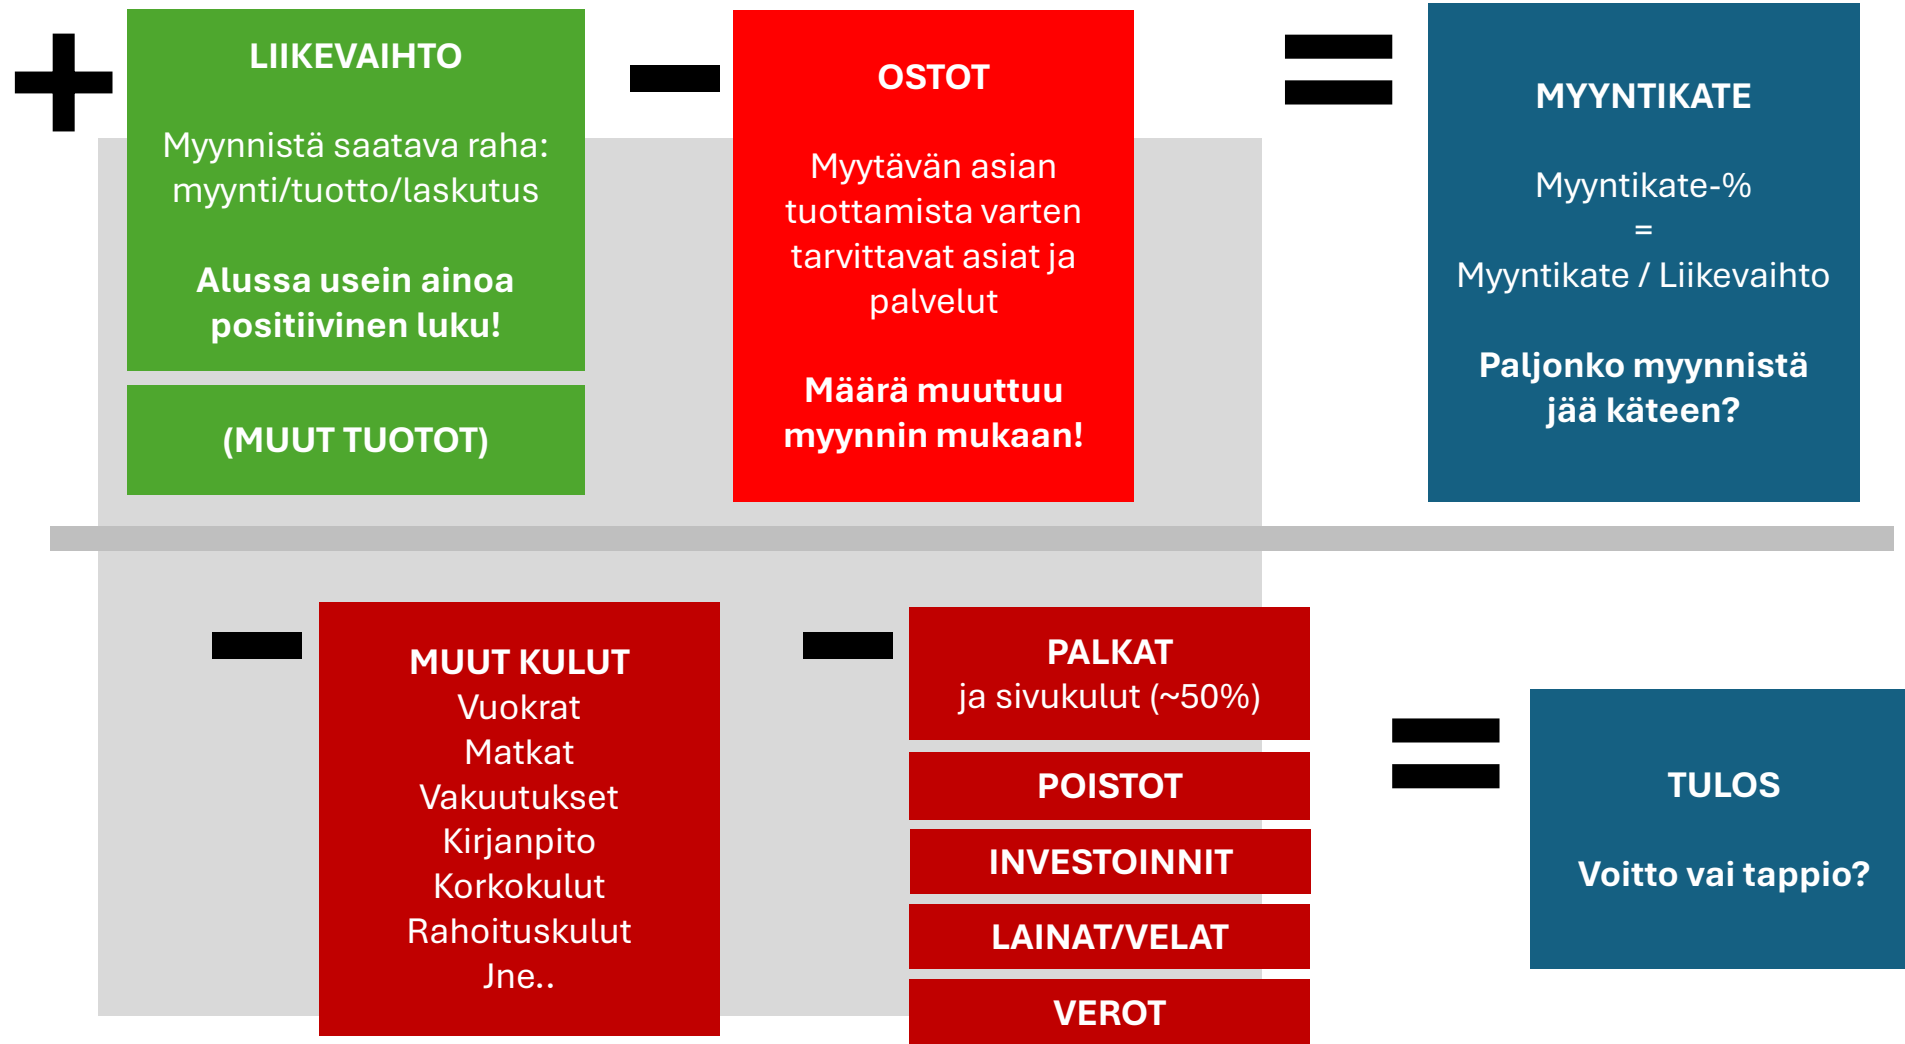 LIIKEVAIHTO
Myynnistä saatava raha:
myynti/tuotto/laskutus
Alussa usein ainoa
positiivinen luku!
(MUUT TUOTOT)
OSTOT
Myytävän asian
tuottamista varten
tarvittavat asiat ja
palvelut
Määrä muuttuu
myynnin mukaan!
MYYNTIKATE
Myyntikate-%
=
Myyntikate / Liikevaihto
Paljonko myynnistä
jää käteen?
MUUT KULUT
Vuokrat
Matkat
Vakuutukset
Kirjanpito
Korkokulut
Rahoituskulut
Jne..
PALKAT
ja sivukulut (~50%)
POISTOT
INVESTOINNIT
LAINAT/VELAT
VEROT
TULOS
Voitto vai tappio?